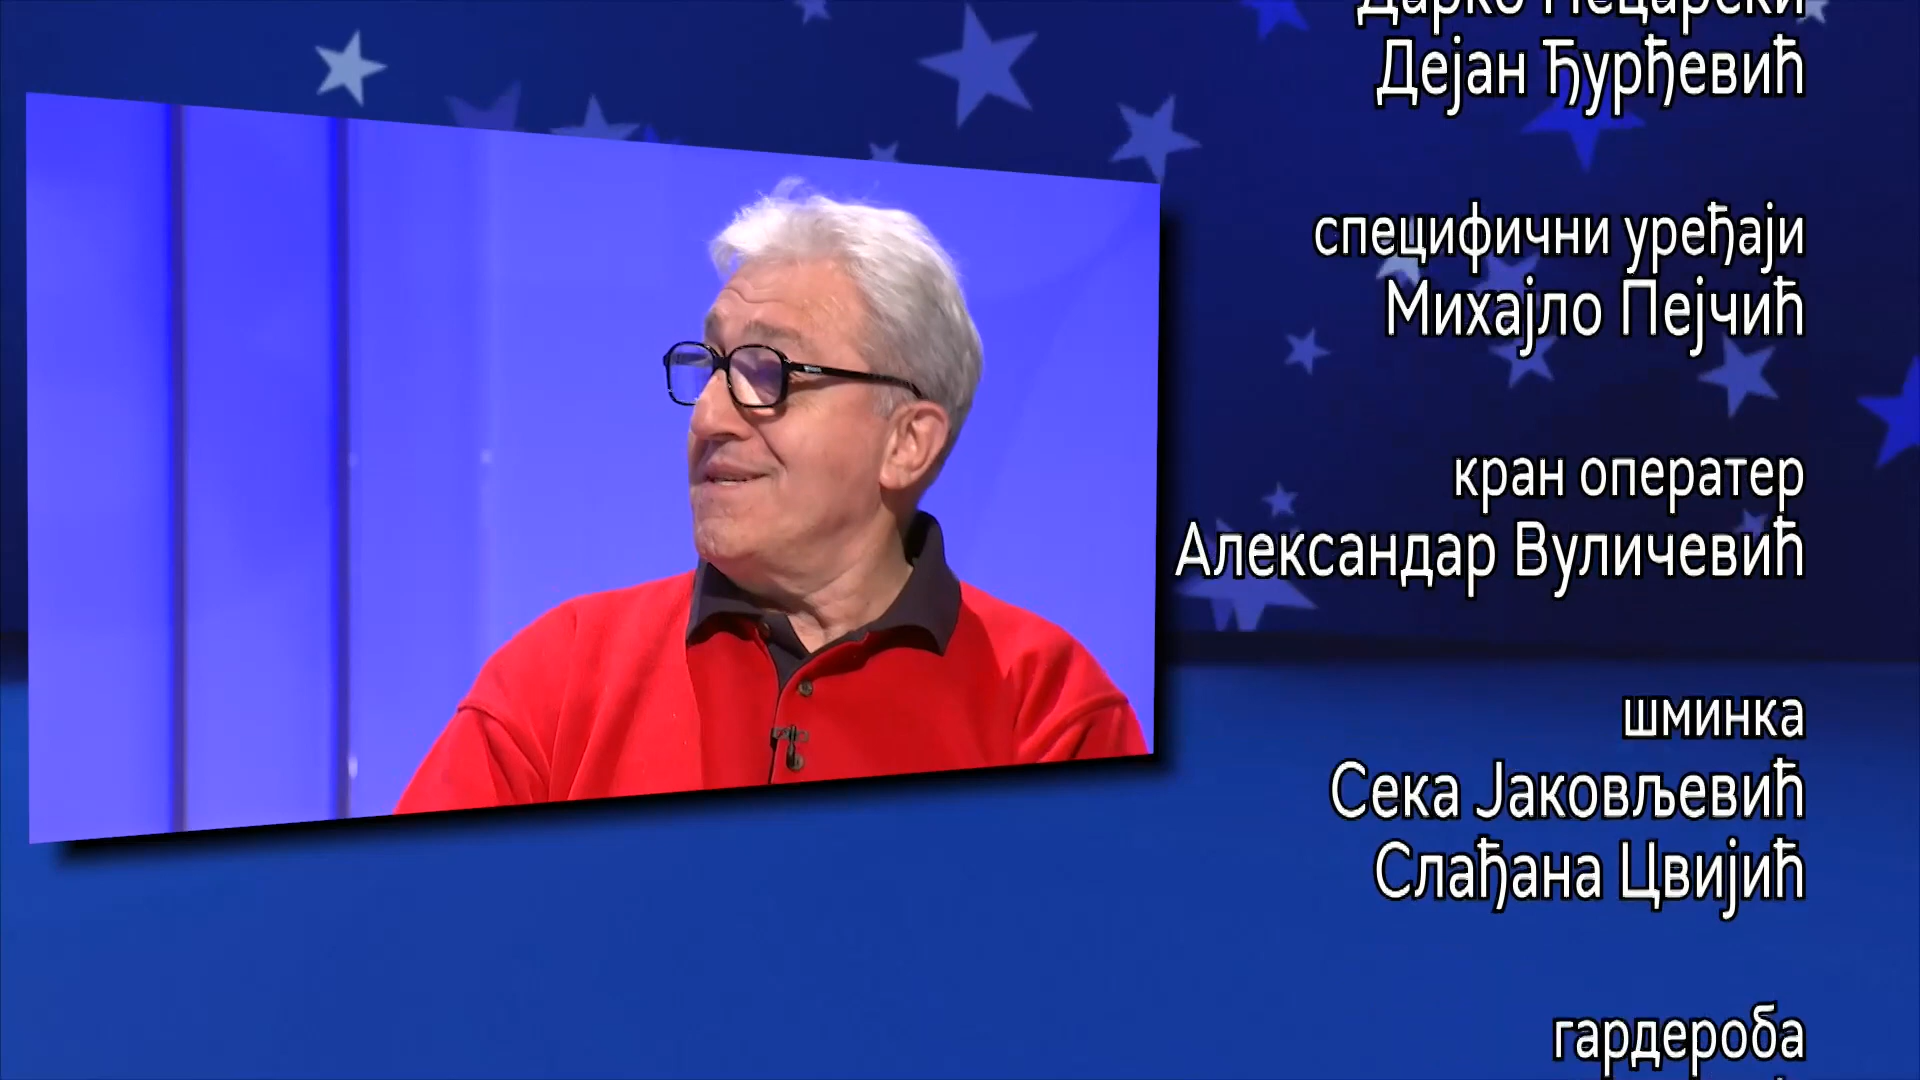 Дејан Ђурђевић
специфични уређаји
Михајло Пејчић
кран оператер
Александар Вуличевић
шминка
Сека Јаковљевић
Слађана Цвијић
гардероба